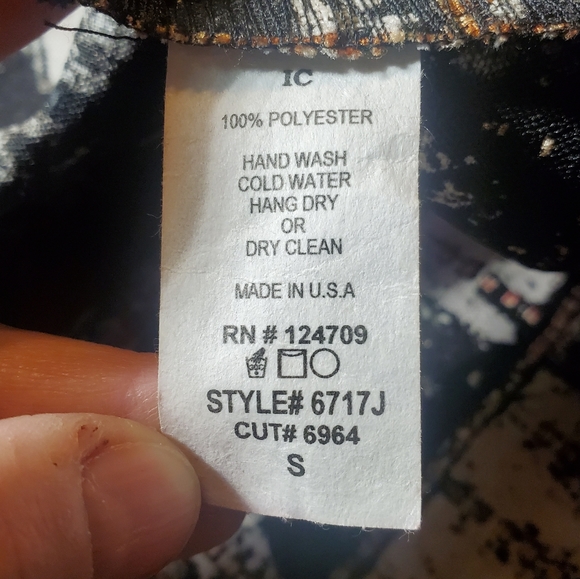 IC
100% POLYESTER
HAND WASH
COLD WATER
HANG DRY
OR
DRY CLEAN
MADE IN U.S.A
RN # 124709
STYLE# 6717J
CUT# 6964
S